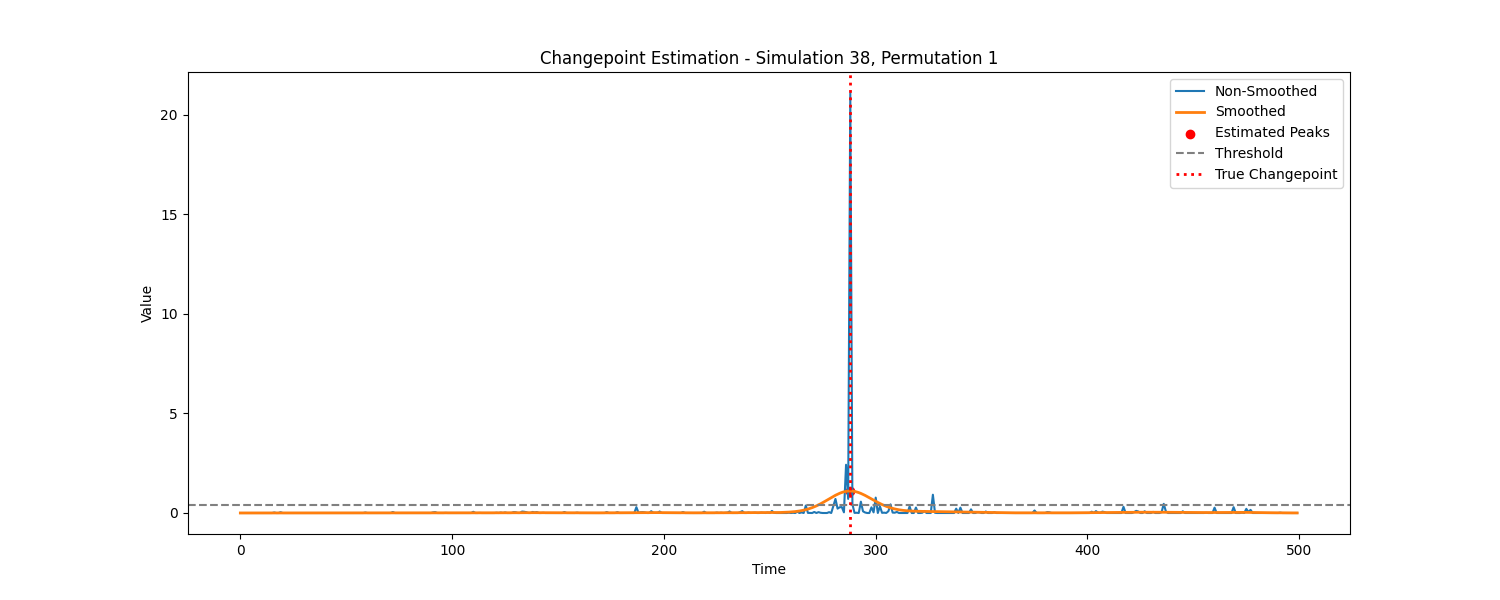 Changepoint Estimation - Simulation 38, Permutation 1
Non-Smoothed
Smoothed
Estimated Peaks
Threshold
True Changepoint
Value
20
15
10
5
0
0 100 200 300 400 500
Time